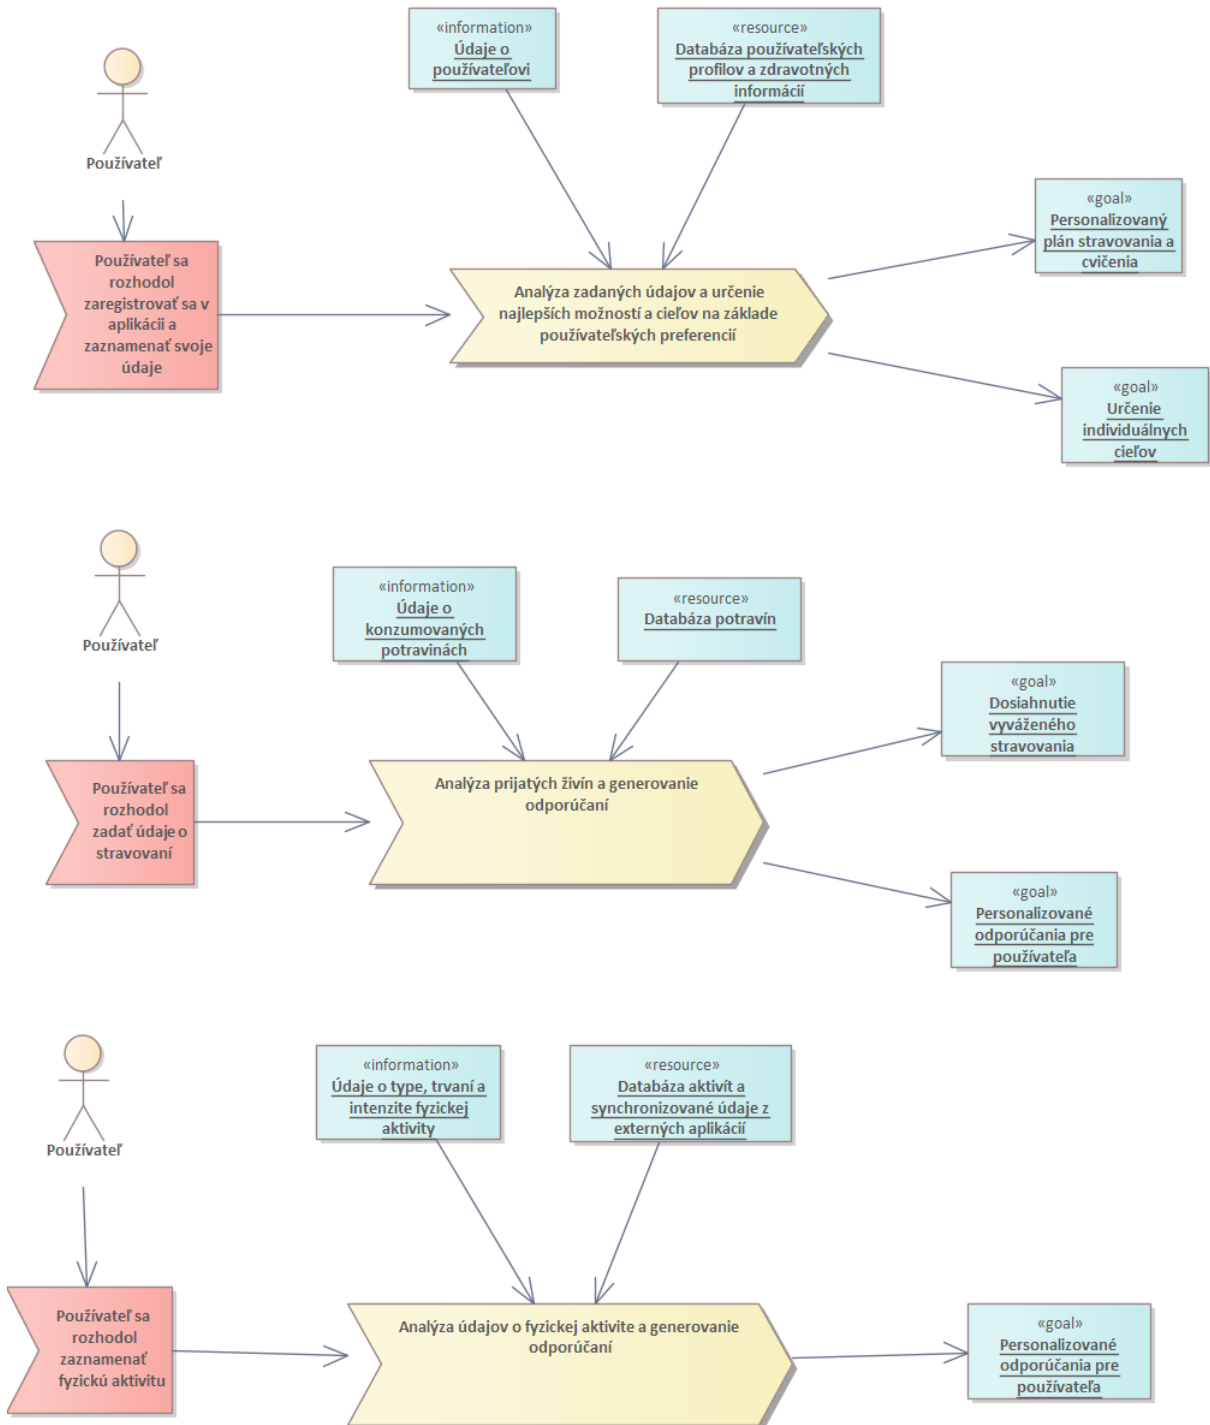 «information»
Údaje o
používateľovi
«resource»
Databáza používateľských
profilov a zdravotných
informácií
Používateľ
«goal»
Personalizovaný
plán stravovania a
cvičenia
Používateľ sa
rozhodol
zaregistrovať sa v
aplikácii a
zaznamenať svoje
údaje
Analýza zadaných údajov a určenie
najlepších možností a cieľov na základe
používateľských preferencií
«goal»
Určenie
individuálnych
cieľov
Používateľ
«information»
Údaje o
konzumovaných
potravinách
«resource»
Databáza potravín
«goal»
Dosiahnutie
vyváženého
stravovania
Používateľ sa
rozhodol
zadať údaje o
stravovaní
Analýza prijatých živín a generovanie
odporúčaní
«goal»
Personalizované
odporúčania pre
používateľa
Používateľ
«information»
Údaje o type, trvaní a
intenzite fyzickej
aktivity
«resource»
Databáza aktivít a
synchronizované údaje z
externých aplikácií
Používateľ sa
rozhodol
zaznamenať
fyzickú aktivitu
Analýza údajov o fyzickej aktivite a generovanie
odporúčaní
«goal»
Personalizované
odporúčania pre
používateľa